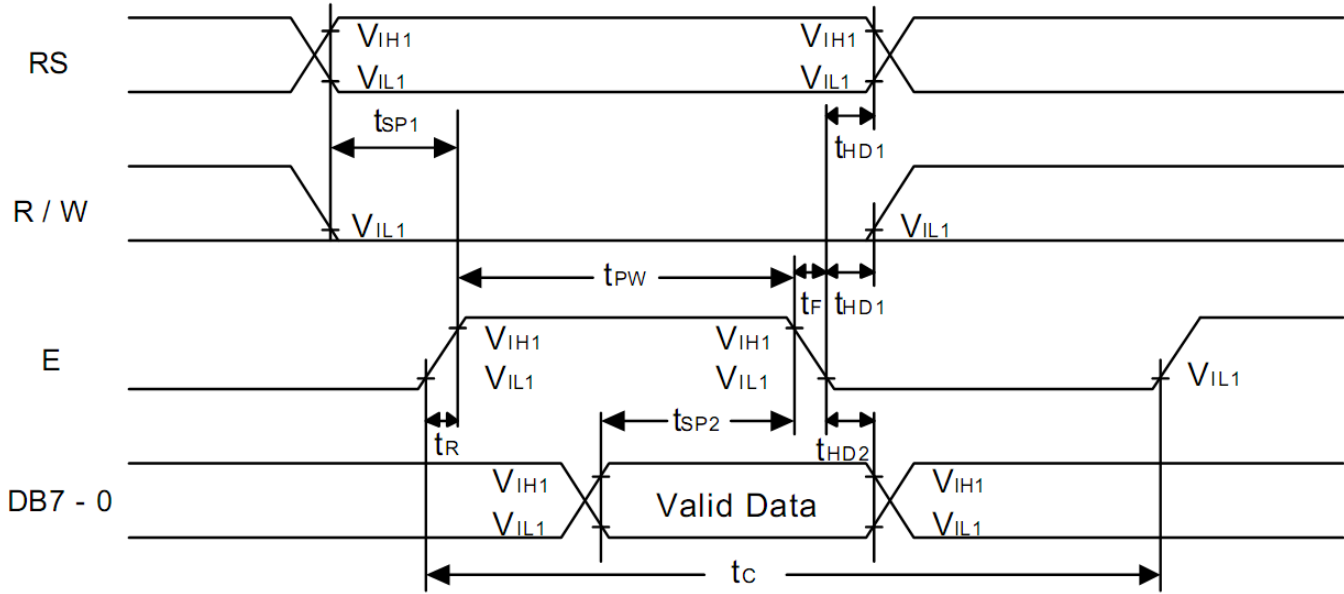 VIH1 VIH1
RS
VIL1 VIL1
tSP1
tHD1
R / W
VIL1 VIL1
tPW
tF tHD1
VIH1 VIH1
E
VIL1 VIL1 VIL1
tSP2
tR tHD2
VIH1 VIH1
DB7 - 0 Valid Data
VIL1 VIL1
tC